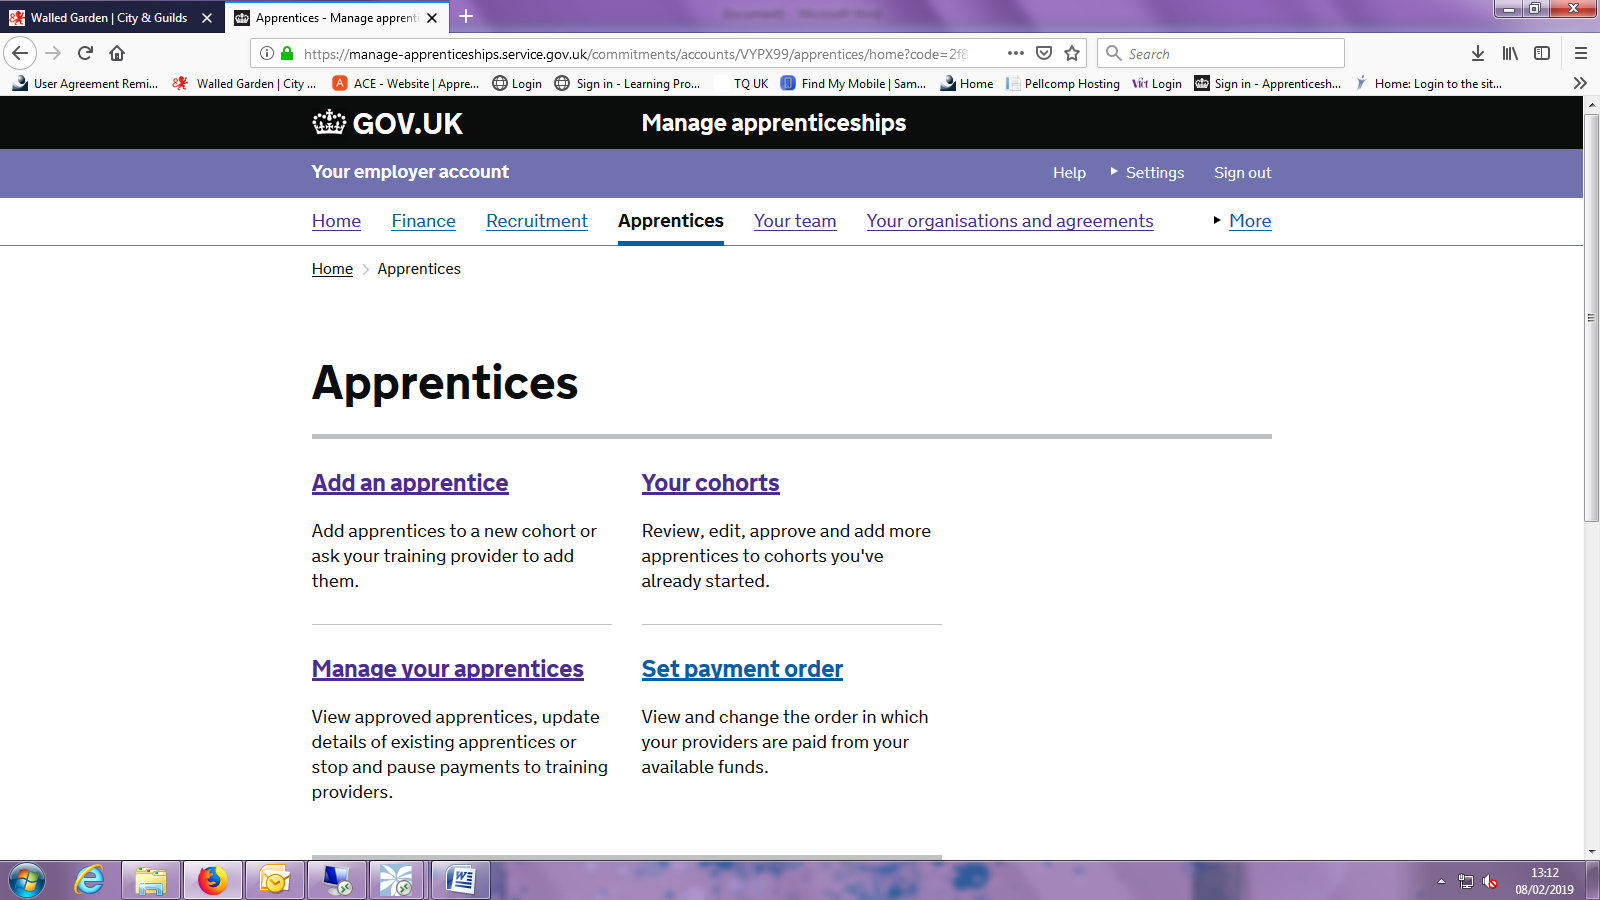 Document1 - Microsoft Word
Walled Garden | City & Guilds
Apprentices - Manage apprenti
https://manage-apprenticeships.service.gov.uk/commitments/accounts/VYPX99/apprentices/home?code=2f8
Search
User Agreement Remi...
Walled Garden | City ...
ACE - Website | Appre...
Login
Sign in - Learning Pro...
TQ UK
Find My Mobile | Sam...
Home
Pellcomp Hosting
Login
Sign in - Apprenticesh...
Home: Login to the sit...
GOV.UK
Manage apprenticeships
Your employer account
Help
Settings
Sign out
Home
Finance
Recruitment
Apprentices
Your team
Your organisations and agreements
More
Home
Apprentices
Apprentices
Add an apprentice
Add apprentices to a new cohort or
ask your training provider to add
them.
Your cohorts
Review, edit, approve and add more
apprentices to cohorts you've
already started.
Manage your apprentices
View approved apprentices, update
details of existing apprentices or
stop and pause payments to training
providers.
Set payment order
View and change the order in which
your providers are paid from your
available funds.
13:12
08/02/2019